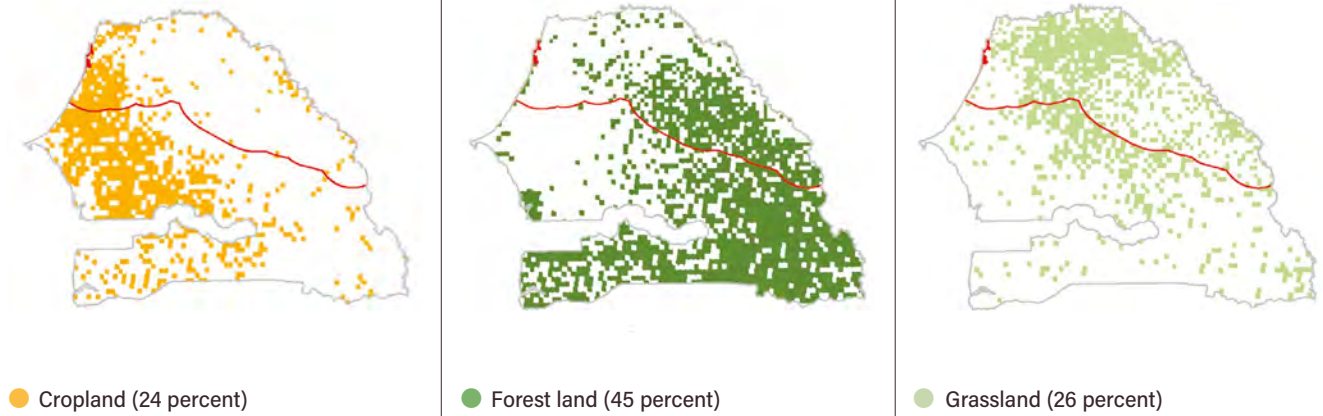 Cropland (24 percent)
Forest land (45 percent)
Grassland (26 percent)